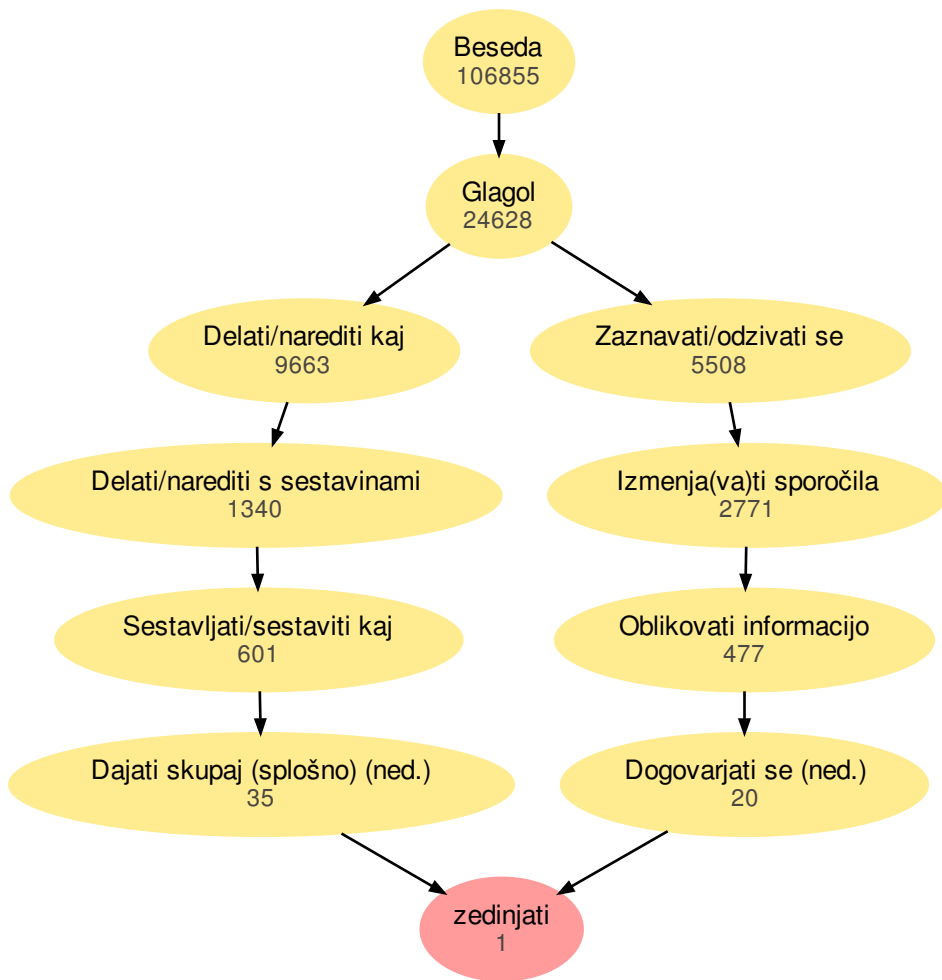 Beseda
106855
Glagol
24628
Delati/narediti kaj
9663
Zaznavati/odzivati se
5508
Delati/narediti s sestavinami
1340
Izmenja(va)ti sporočila
2771
Sestavljati/sestaviti kaj
601
Oblikovati informacijo
477
Dajati skupaj (splošno) (ned.)
35
Dogovarjati se (ned.)
20
zedinjati
1